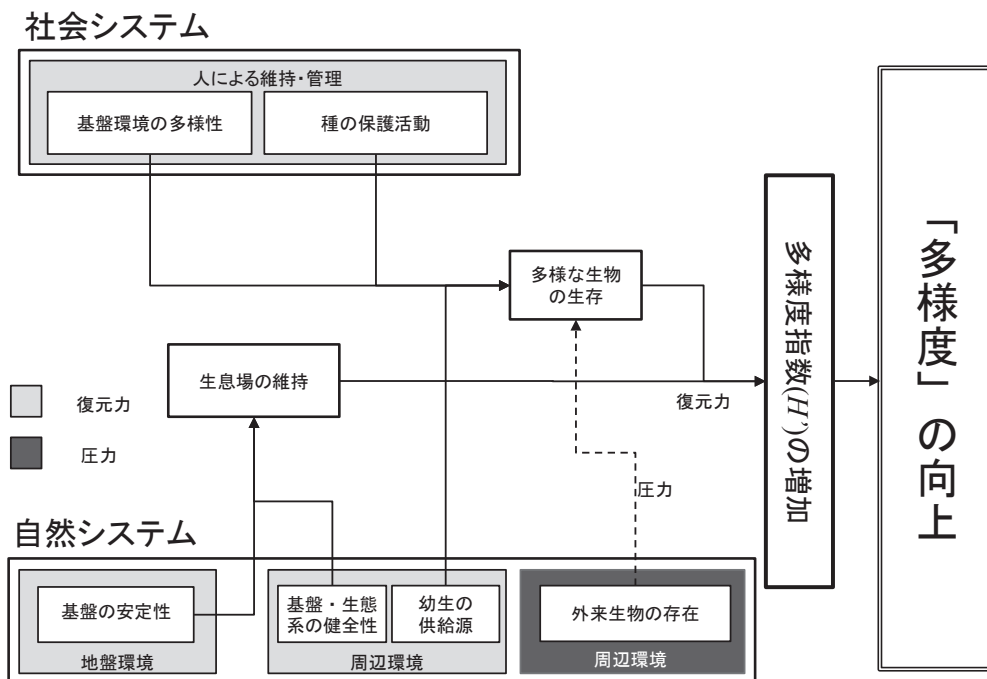 社会システム
人による維持・管理
基盤環境の多様性
種の保護活動
多様な生物
の生存
生息場の維持
復元力
圧力
復元力
圧力
多様度指数(H')の増加
「多様度」の向上
自然システム
基盤の安定性
地盤環境
基盤・生態
系の健全性
幼生の
供給源
周辺環境
外来生物の存在
周辺環境